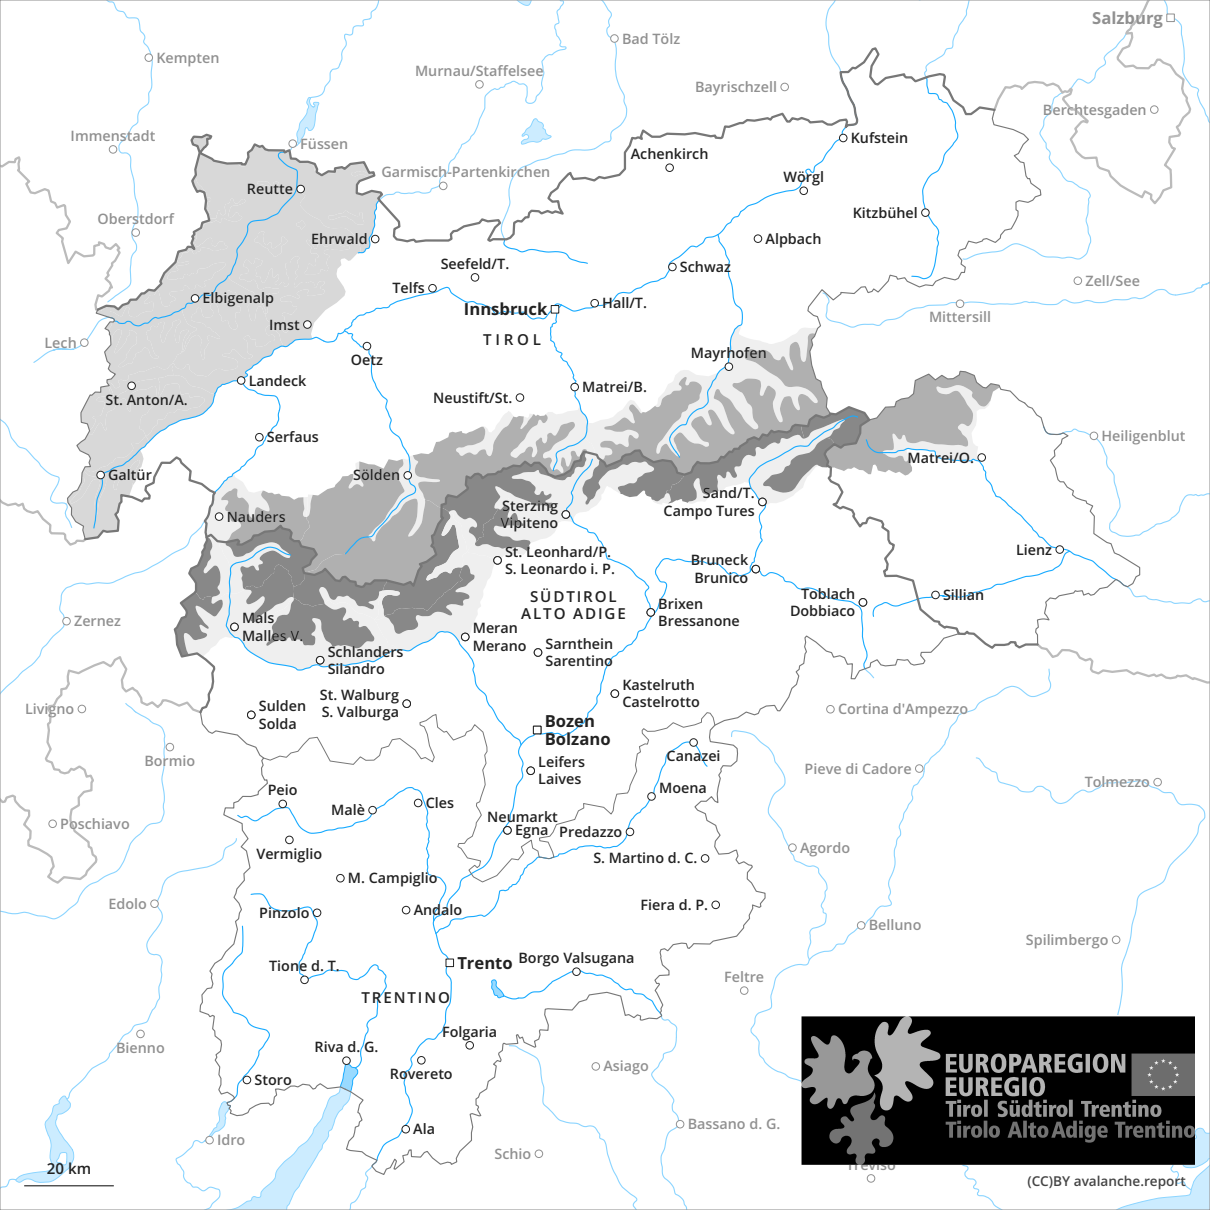 Salzburg
Bad Tölz
Kempten
Murnau/Staffelsee
Bayrischzell
Berchtesgaden
Immenstadt
Füssen
Kufstein
Achenkirch
Garmisch-Partenkirchen
Wörgl
Reutte
Oberstdorf
Kitzbühel
Ehrwald
Alpbach
Seefeld/T.
Schwaz
Zell/See
Telfs
Elbigenalp
Hall/T.
Innsbruck
Mittersill
Imst
TIROL
Lech
Oetz
Mayrhofen
Landeck
Matrei/B.
St. Anton/A.
Neustift/St.
Serfaus
Heiligenblut
Matrei/O.
Galtür
Sölden
Sand/T.
Campo Tures
Sterzing
Vipiteno
Nauders
St. Leonhard/P.
S. Leonardo i. P.
Lienz
Bruneck
Brunico
SÜDTIROL
ALTO ADIGE
Toblach
Dobbiaco
Sillian
Brixen
Bressanone
Zernez
Mals
Malles V.
Meran
Merano
Sarnthein
Sarentino
Schlanders
Silandro
Kastelruth
Castelrotto
St. Walburg
S. Valburga
Livigno
Sulden
Solda
Cortina d'Ampezzo
Bozen
Bolzano
Bormio
Canazei
Leifers
Laives
Pieve di Cadore
Tolmezzo
Peio
Moena
Malè
Cles
Neumarkt
Egna
Poschiavo
Predazzo
Vermiglio
Agordo
S. Martino d. C.
M. Campiglio
Edolo
Pinzolo
Andalo
Fiera d. P.
Belluno
Spilimbergo
Trento
Borgo Valsugana
Tione d. T.
Feltre
TRENTINO
Folgaria
Bienno
Riva d. G.
Asiago
Rovereto
Storo
EUROPAREGION
EUREGIO
Tirol Südtirol Trentino
Tirolo Alto Adige Trentino
Bassano d. G.
Ala
Idro
Schio
Treviso
20 km
(CC)BY avalanche.report